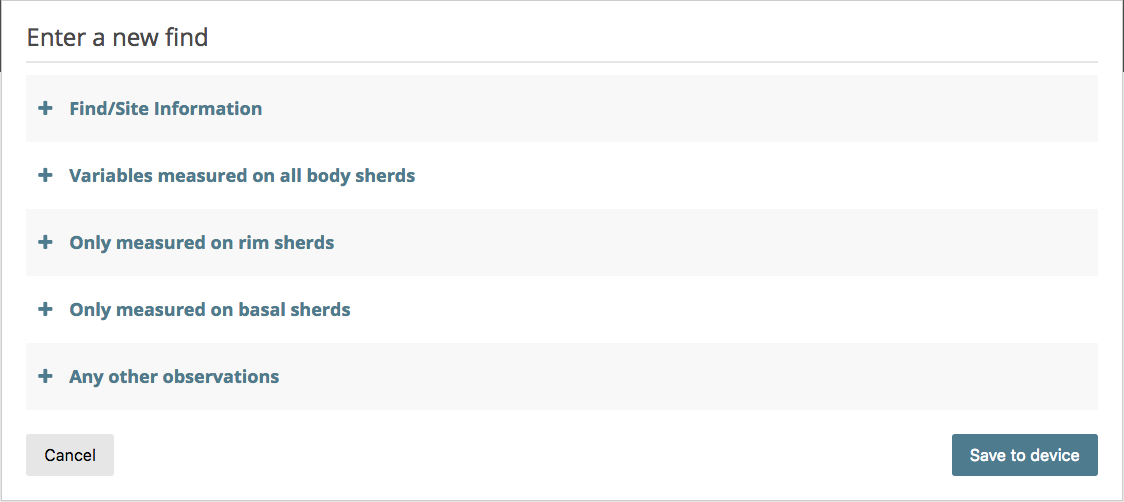 Enter a new find
Find/Site Information
Variables measured on all body sherds
Only measured on rim sherds
Only measured on basal sherds
Any other observations
Cancel
Save to device